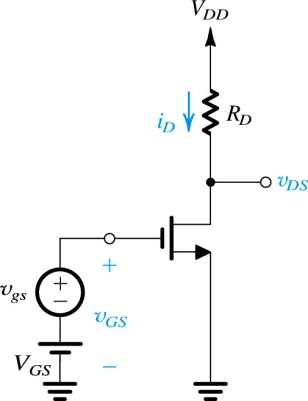 V_DD
i_D
R_D
v_DS
+
v_gs
+
−
v_GS
V_GS
−